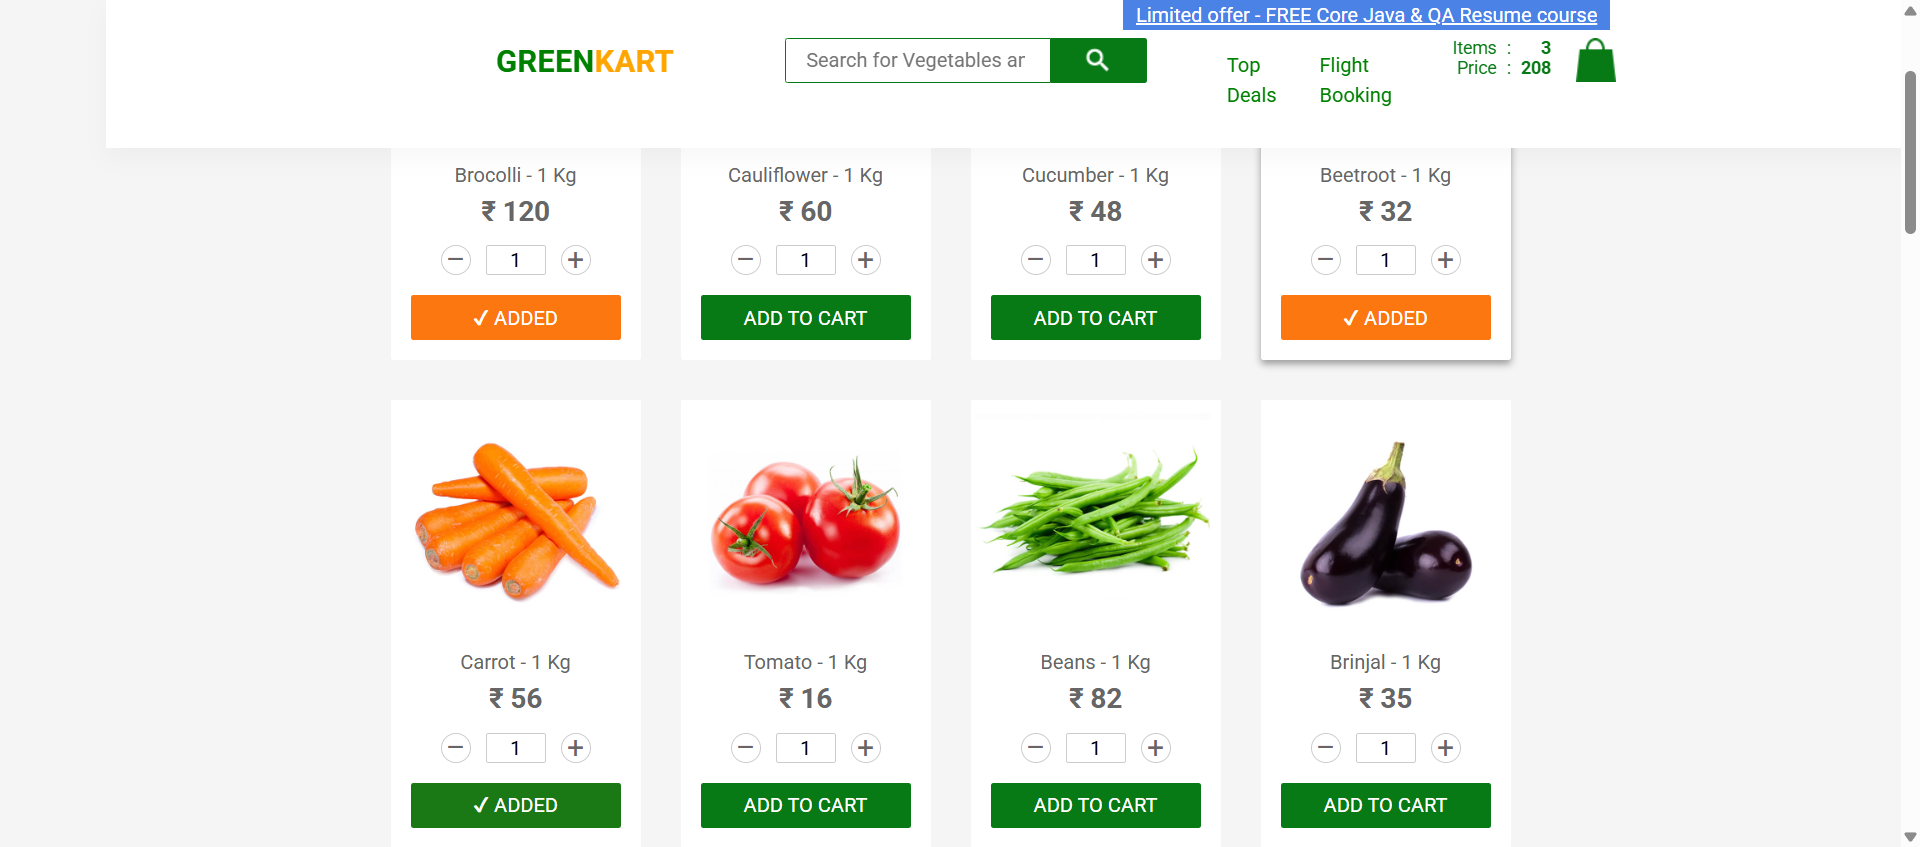 Limited offer - FREE Core Java & QA Resume course
GREENKART
Search for Vegetables ar
Top Deals
Flight Booking
Items : 3
Price : 208
Brocolli - 1 Kg
₹ 120
− 1 +
✓ ADDED
Cauliflower - 1 Kg
₹ 60
− 1 +
ADD TO CART
Cucumber - 1 Kg
₹ 48
− 1 +
ADD TO CART
Beetroot - 1 Kg
₹ 32
− 1 +
✓ ADDED
Carrot - 1 Kg
₹ 56
− 1 +
✓ ADDED
Tomato - 1 Kg
₹ 16
− 1 +
ADD TO CART
Beans - 1 Kg
₹ 82
− 1 +
ADD TO CART
Brinjal - 1 Kg
₹ 35
− 1 +
ADD TO CART